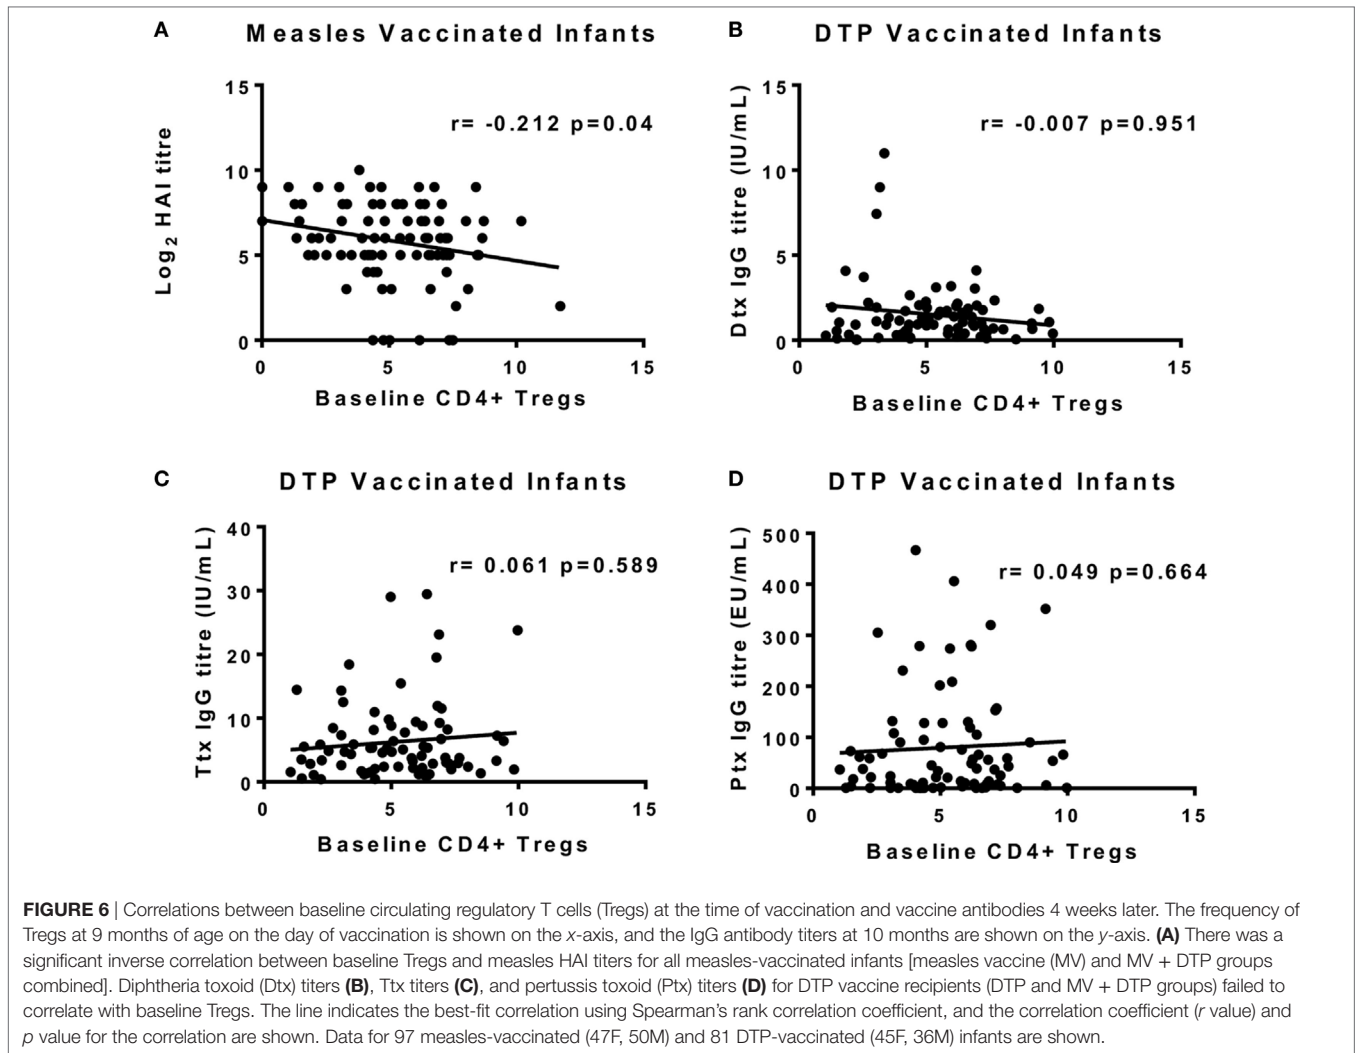 A
Measles Vaccinated Infants
15
10
5
0
Log2 HAI titre
r= -0.212 p=0.04
0 5 10 15
Baseline CD4+ Tregs
B
DTP Vaccinated Infants
15
10
5
0
Dtx IgG titre (IU/mL)
r= -0.007 p=0.951
0 5 10 15
Baseline CD4+ Tregs
C
DTP Vaccinated Infants
40
30
20
10
0
Ttx IgG titre (IU/mL)
r= 0.061 p=0.589
0 5 10 15
Baseline CD4+ Tregs
D
DTP Vaccinated Infants
500
400
300
200
100
0
Ptx IgG titre (EU/mL)
r= 0.049 p=0.664
0 5 10 15
Baseline CD4+ Tregs
FIGURE 6 | Correlations between baseline circulating regulatory T cells (Tregs) at the time of vaccination and vaccine antibodies 4 weeks later. The frequency of
Tregs at 9 months of age on the day of vaccination is shown on the x-axis, and the IgG antibody titers at 10 months are shown on the y-axis. (A) There was a
significant inverse correlation between baseline Tregs and measles HAI titers for all measles-vaccinated infants [measles vaccine (MV) and MV + DTP groups
combined]. Diphtheria toxoid (Dtx) titers (B), Ttx titers (C), and pertussis toxoid (Ptx) titers (D) for DTP vaccine recipients (DTP and MV + DTP groups) failed to
correlate with baseline Tregs. The line indicates the best-fit correlation using Spearman's rank correlation coefficient, and the correlation coefficient (r value) and
p value for the correlation are shown. Data for 97 measles-vaccinated (47F, 50M) and 81 DTP-vaccinated (45F, 36M) infants are shown.